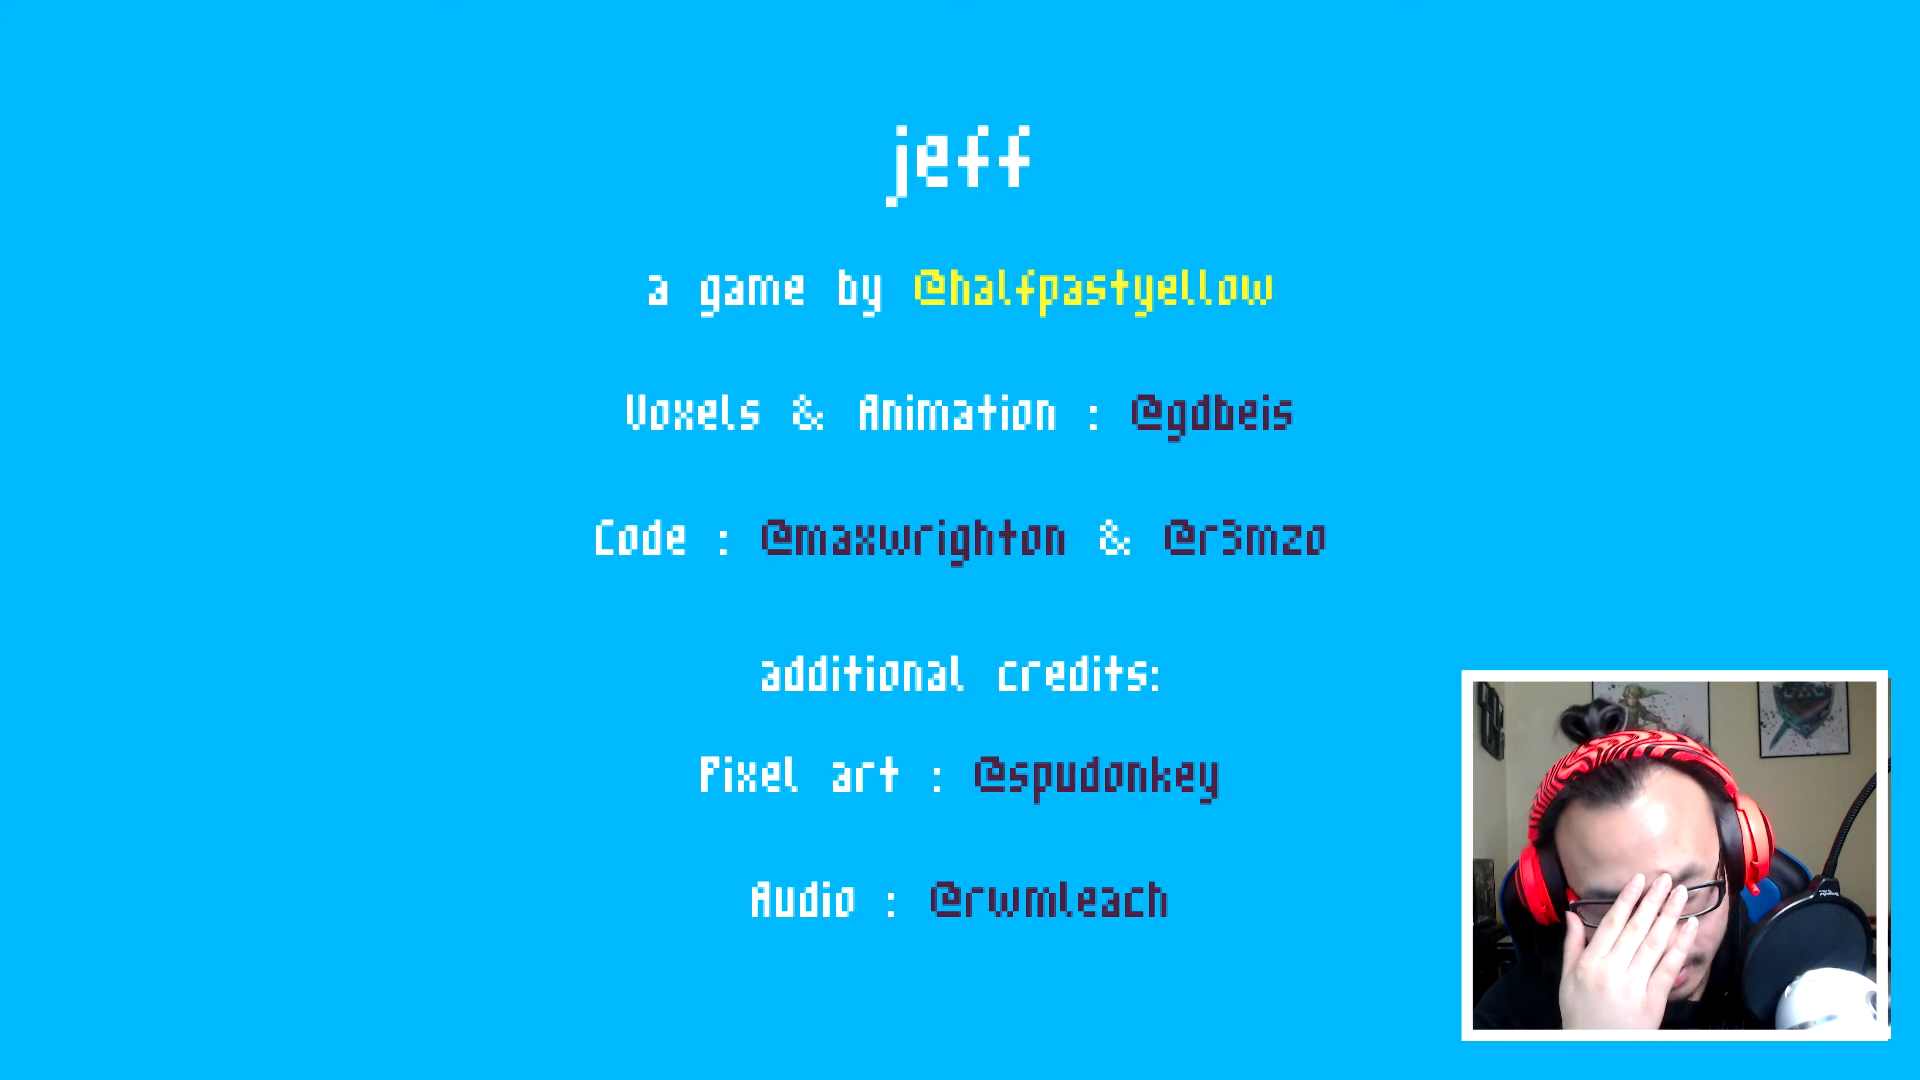 jeff
a game by @halfpastyellow
Voxels & Animation : @gdbeis
Code : @maxwrighton & @r3mzo
additional credits:
Pixel art : @spudonkey
Audio : @rwmleach